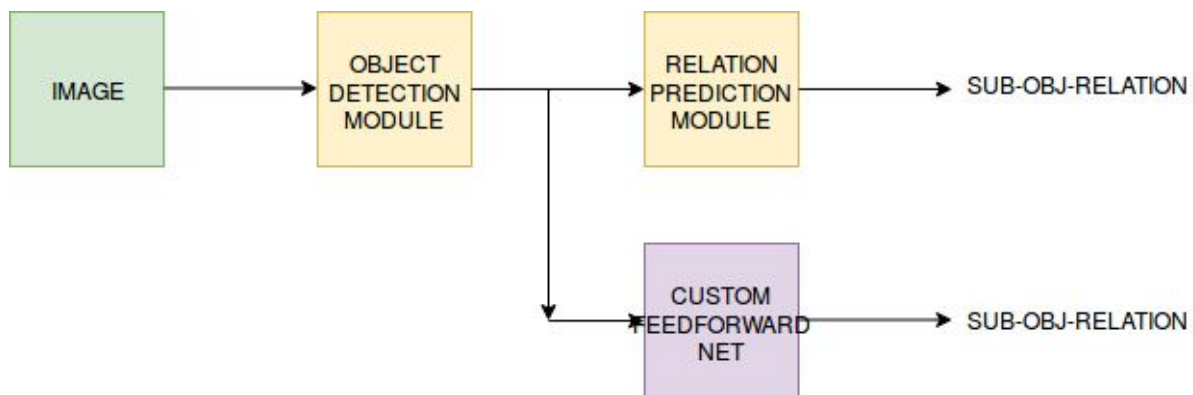 IMAGE
OBJECT
DETECTION
MODULE
RELATION
PREDICTION
MODULE
SUB-OBJ-RELATION
CUSTOM
FEEDFORWARD
NET
SUB-OBJ-RELATION